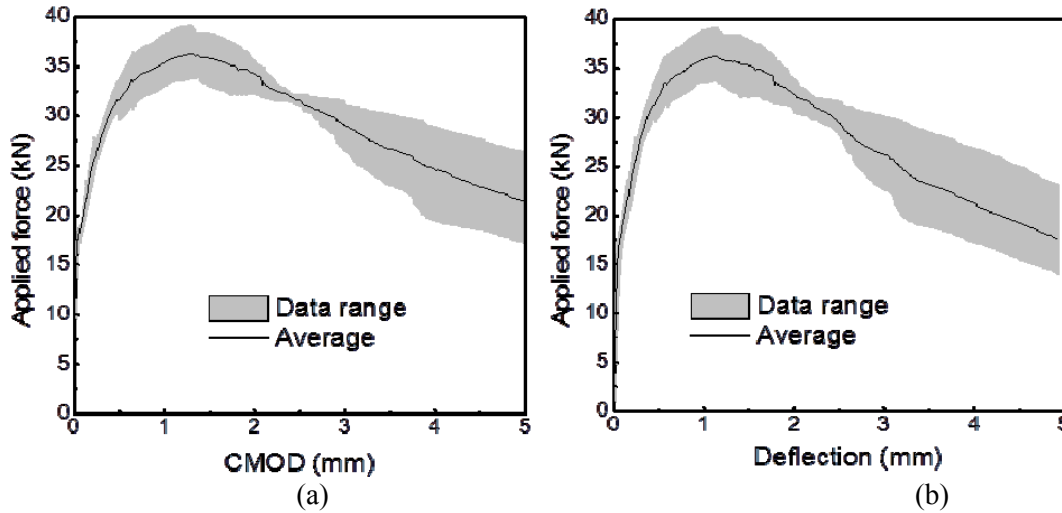 40
35
30
25
20
15
10
5
0
Applied force (kN)
Data range
Average
0 1 2 3 4 5
CMOD (mm)
(a)
40
35
30
25
20
15
10
5
0
Applied force (kN)
Data range
Average
0 1 2 3 4 5
Deflection (mm)
(b)